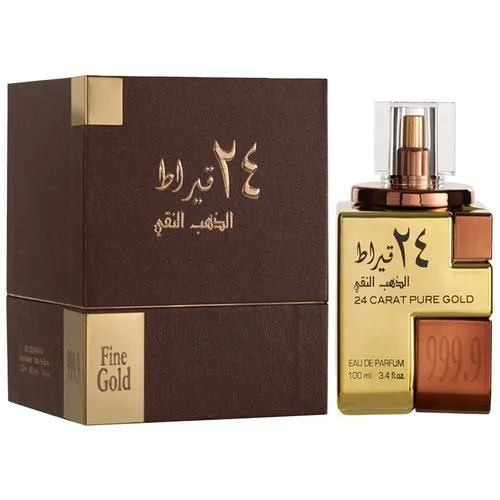 ٢٤ قيراط
الذهب النقي
999.9
Fine
Gold
٢٤ قيراط
الذهب النقي
24 CARAT PURE GOLD
EAU DE PARFUM
100 ml 3.4 fl.oz.
999.9